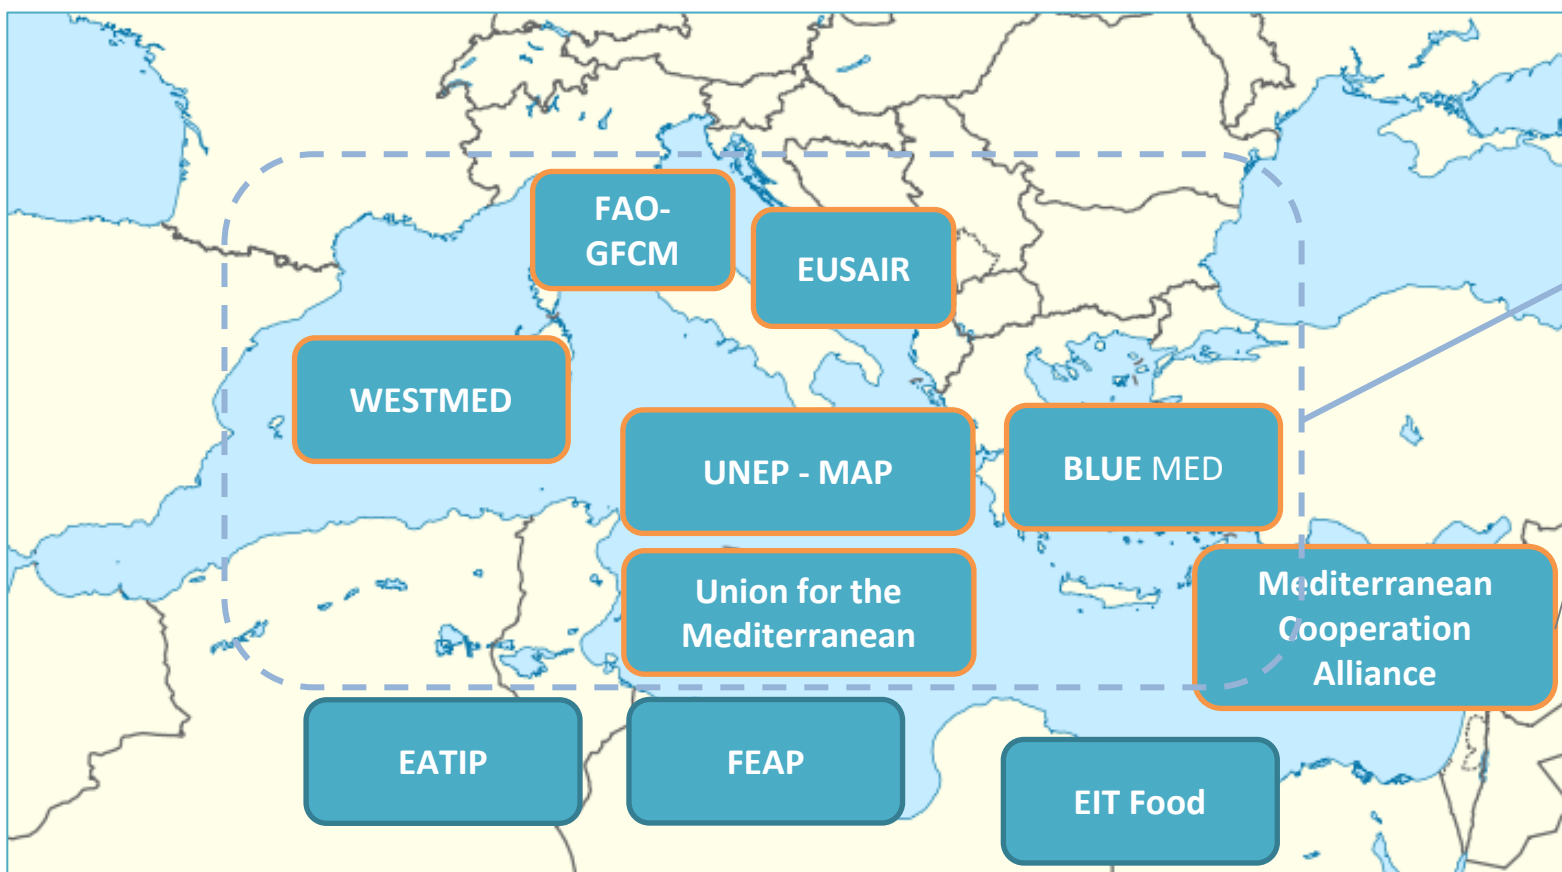 FAO-
GFCM
EUSAIR
WESTMED
UNEP - MAP
BLUE MED
Union for the
Mediterranean
Mediterranean
Cooperation
Alliance
EATIP
FEAP
EIT Food